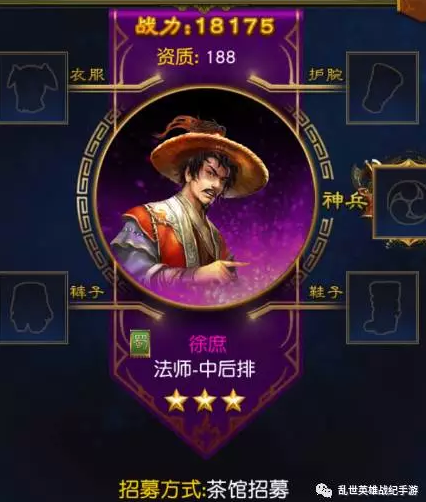 战力:18175
资质: 188
衣服
护腕
神兵
裤子
鞋子
蜀
徐庶
法师-中后排
招募方式:茶馆招募
乱世英雄战纪手游